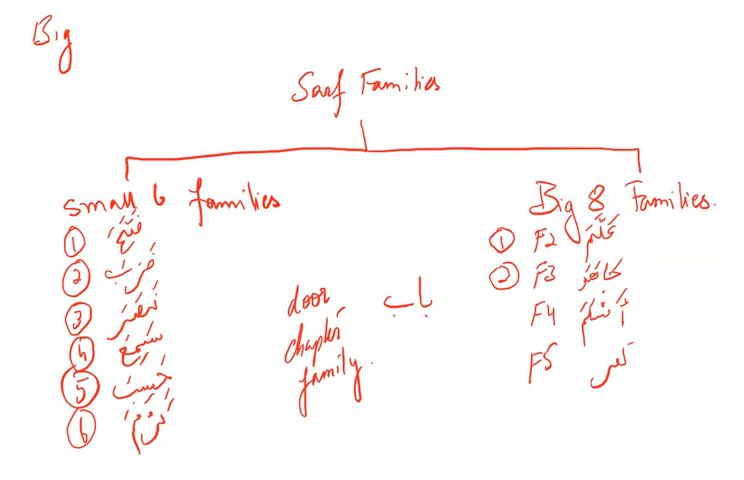 Big
Sarf Families
Small 6 families
① فَتَحَ
② ضَرَبَ
③ نَصَرَ
④ سَمِعَ
⑤ حَسِبَ
⑥ كَرُمَ
door باب
chapter
family.
Big 8 Families.
① F2 عَلَّمَ
② F3 جَاهَدَ
F4 أَسْلَمَ
F5